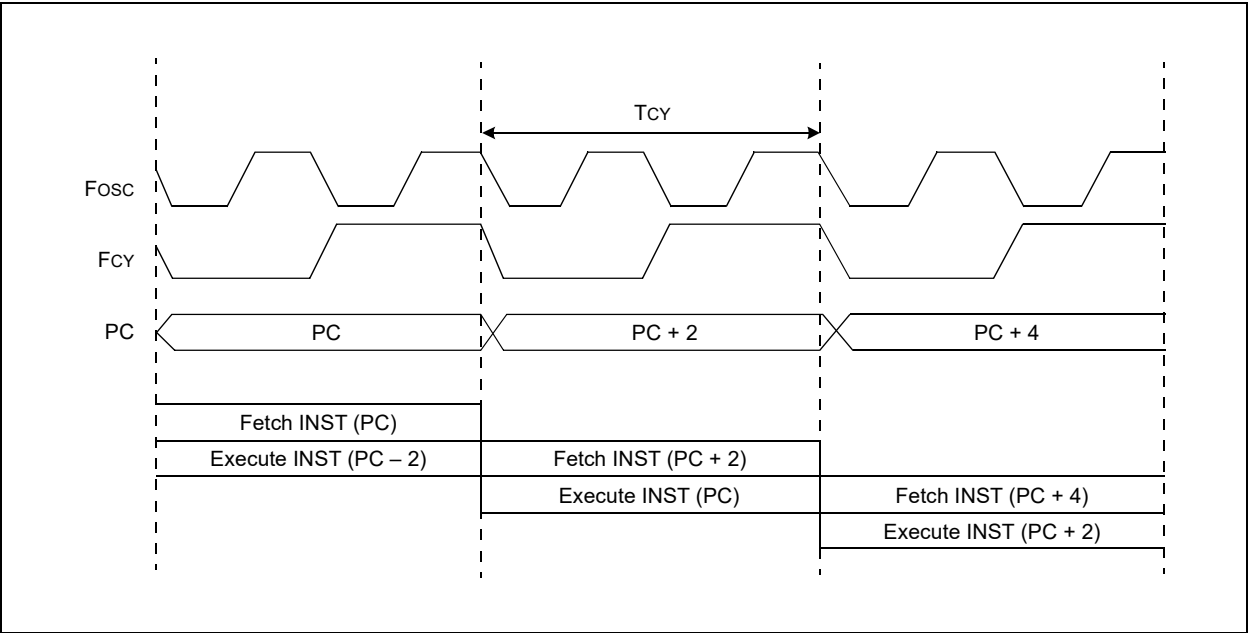 TCY
FOSC
FCY
PC
PC
PC + 2
PC + 4
Fetch INST (PC)
Execute INST (PC – 2)
Fetch INST (PC + 2)
Execute INST (PC)
Fetch INST (PC + 4)
Execute INST (PC + 2)